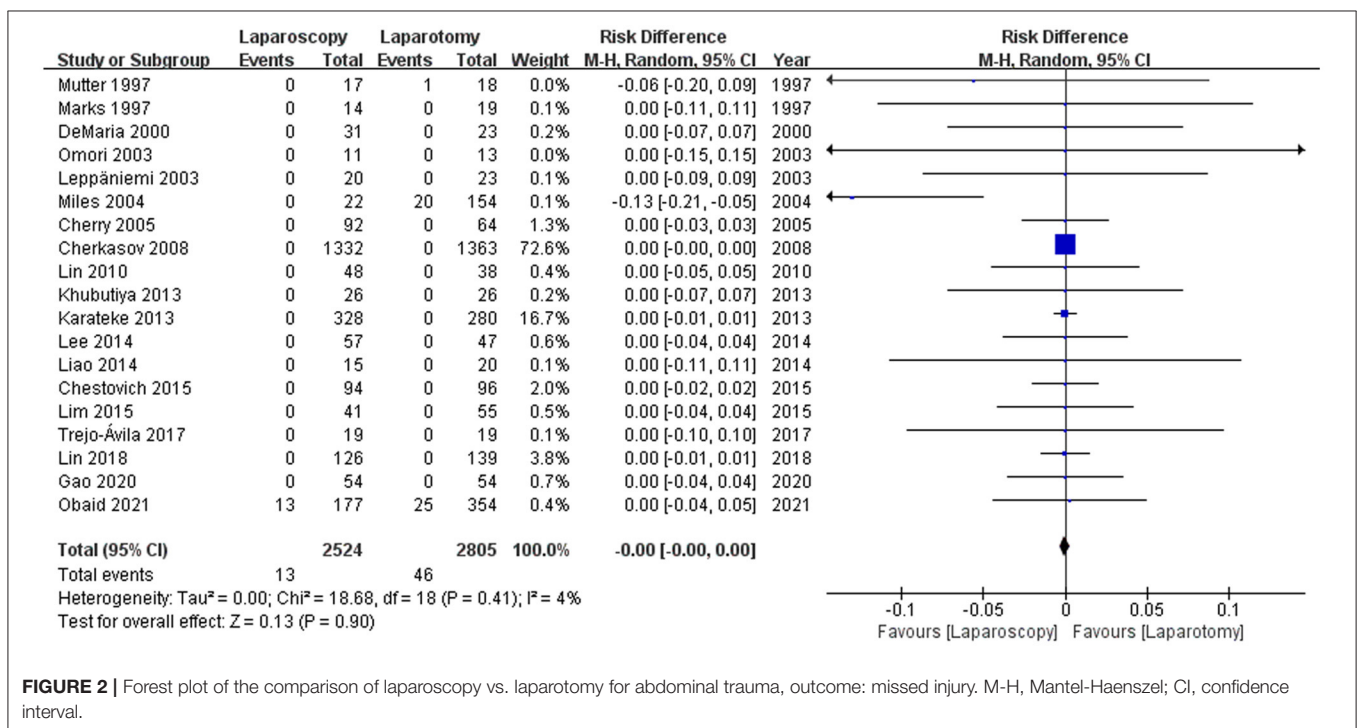 Laparoscopy Laparotomy Risk Difference Risk Difference
Study or Subgroup Events Total Events Total Weight M-H, Random, 95% CI Year M-H, Random, 95% CI
Mutter 1997 0 17 1 18 0.0% -0.06 [-0.20, 0.09] 1997
Marks 1997 0 14 0 19 0.1% 0.00 [-0.11, 0.11] 1997
DeMaria 2000 0 31 0 23 0.2% 0.00 [-0.07, 0.07] 2000
Omori 2003 0 11 0 13 0.0% 0.00 [-0.15, 0.15] 2003
Leppäniemi 2003 0 20 0 23 0.1% 0.00 [-0.09, 0.09] 2003
Miles 2004 0 22 20 154 0.1% -0.13 [-0.21, -0.05] 2004
Cherry 2005 0 92 0 64 1.3% 0.00 [-0.03, 0.03] 2005
Cherkasov 2008 0 1332 0 1363 72.6% 0.00 [-0.00, 0.00] 2008
Lin 2010 0 48 0 38 0.4% 0.00 [-0.05, 0.05] 2010
Khubutiya 2013 0 26 0 26 0.2% 0.00 [-0.07, 0.07] 2013
Karateke 2013 0 328 0 280 16.7% 0.00 [-0.01, 0.01] 2013
Lee 2014 0 57 0 47 0.6% 0.00 [-0.04, 0.04] 2014
Liao 2014 0 15 0 20 0.1% 0.00 [-0.11, 0.11] 2014
Chestovich 2015 0 94 0 96 2.0% 0.00 [-0.02, 0.02] 2015
Lim 2015 0 41 0 55 0.5% 0.00 [-0.04, 0.04] 2015
Trejo-Ávila 2017 0 19 0 19 0.1% 0.00 [-0.10, 0.10] 2017
Lin 2018 0 126 0 139 3.8% 0.00 [-0.01, 0.01] 2018
Gao 2020 0 54 0 54 0.7% 0.00 [-0.04, 0.04] 2020
Obaid 2021 13 177 25 354 0.4% 0.00 [-0.04, 0.05] 2021
Total (95% CI) 2524 2805 100.0% -0.00 [-0.00, 0.00]
Total events 13 46
Heterogeneity: Tau² = 0.00; Chi² = 18.68, df = 18 (P = 0.41); I² = 4%
Test for overall effect: Z = 0.13 (P = 0.90)
-0.1 -0.05 0 0.05 0.1
Favours [Laparoscopy] Favours [Laparotomy]
FIGURE 2 | Forest plot of the comparison of laparoscopy vs. laparotomy for abdominal trauma, outcome: missed injury. M-H, Mantel-Haenszel; CI, confidence
interval.